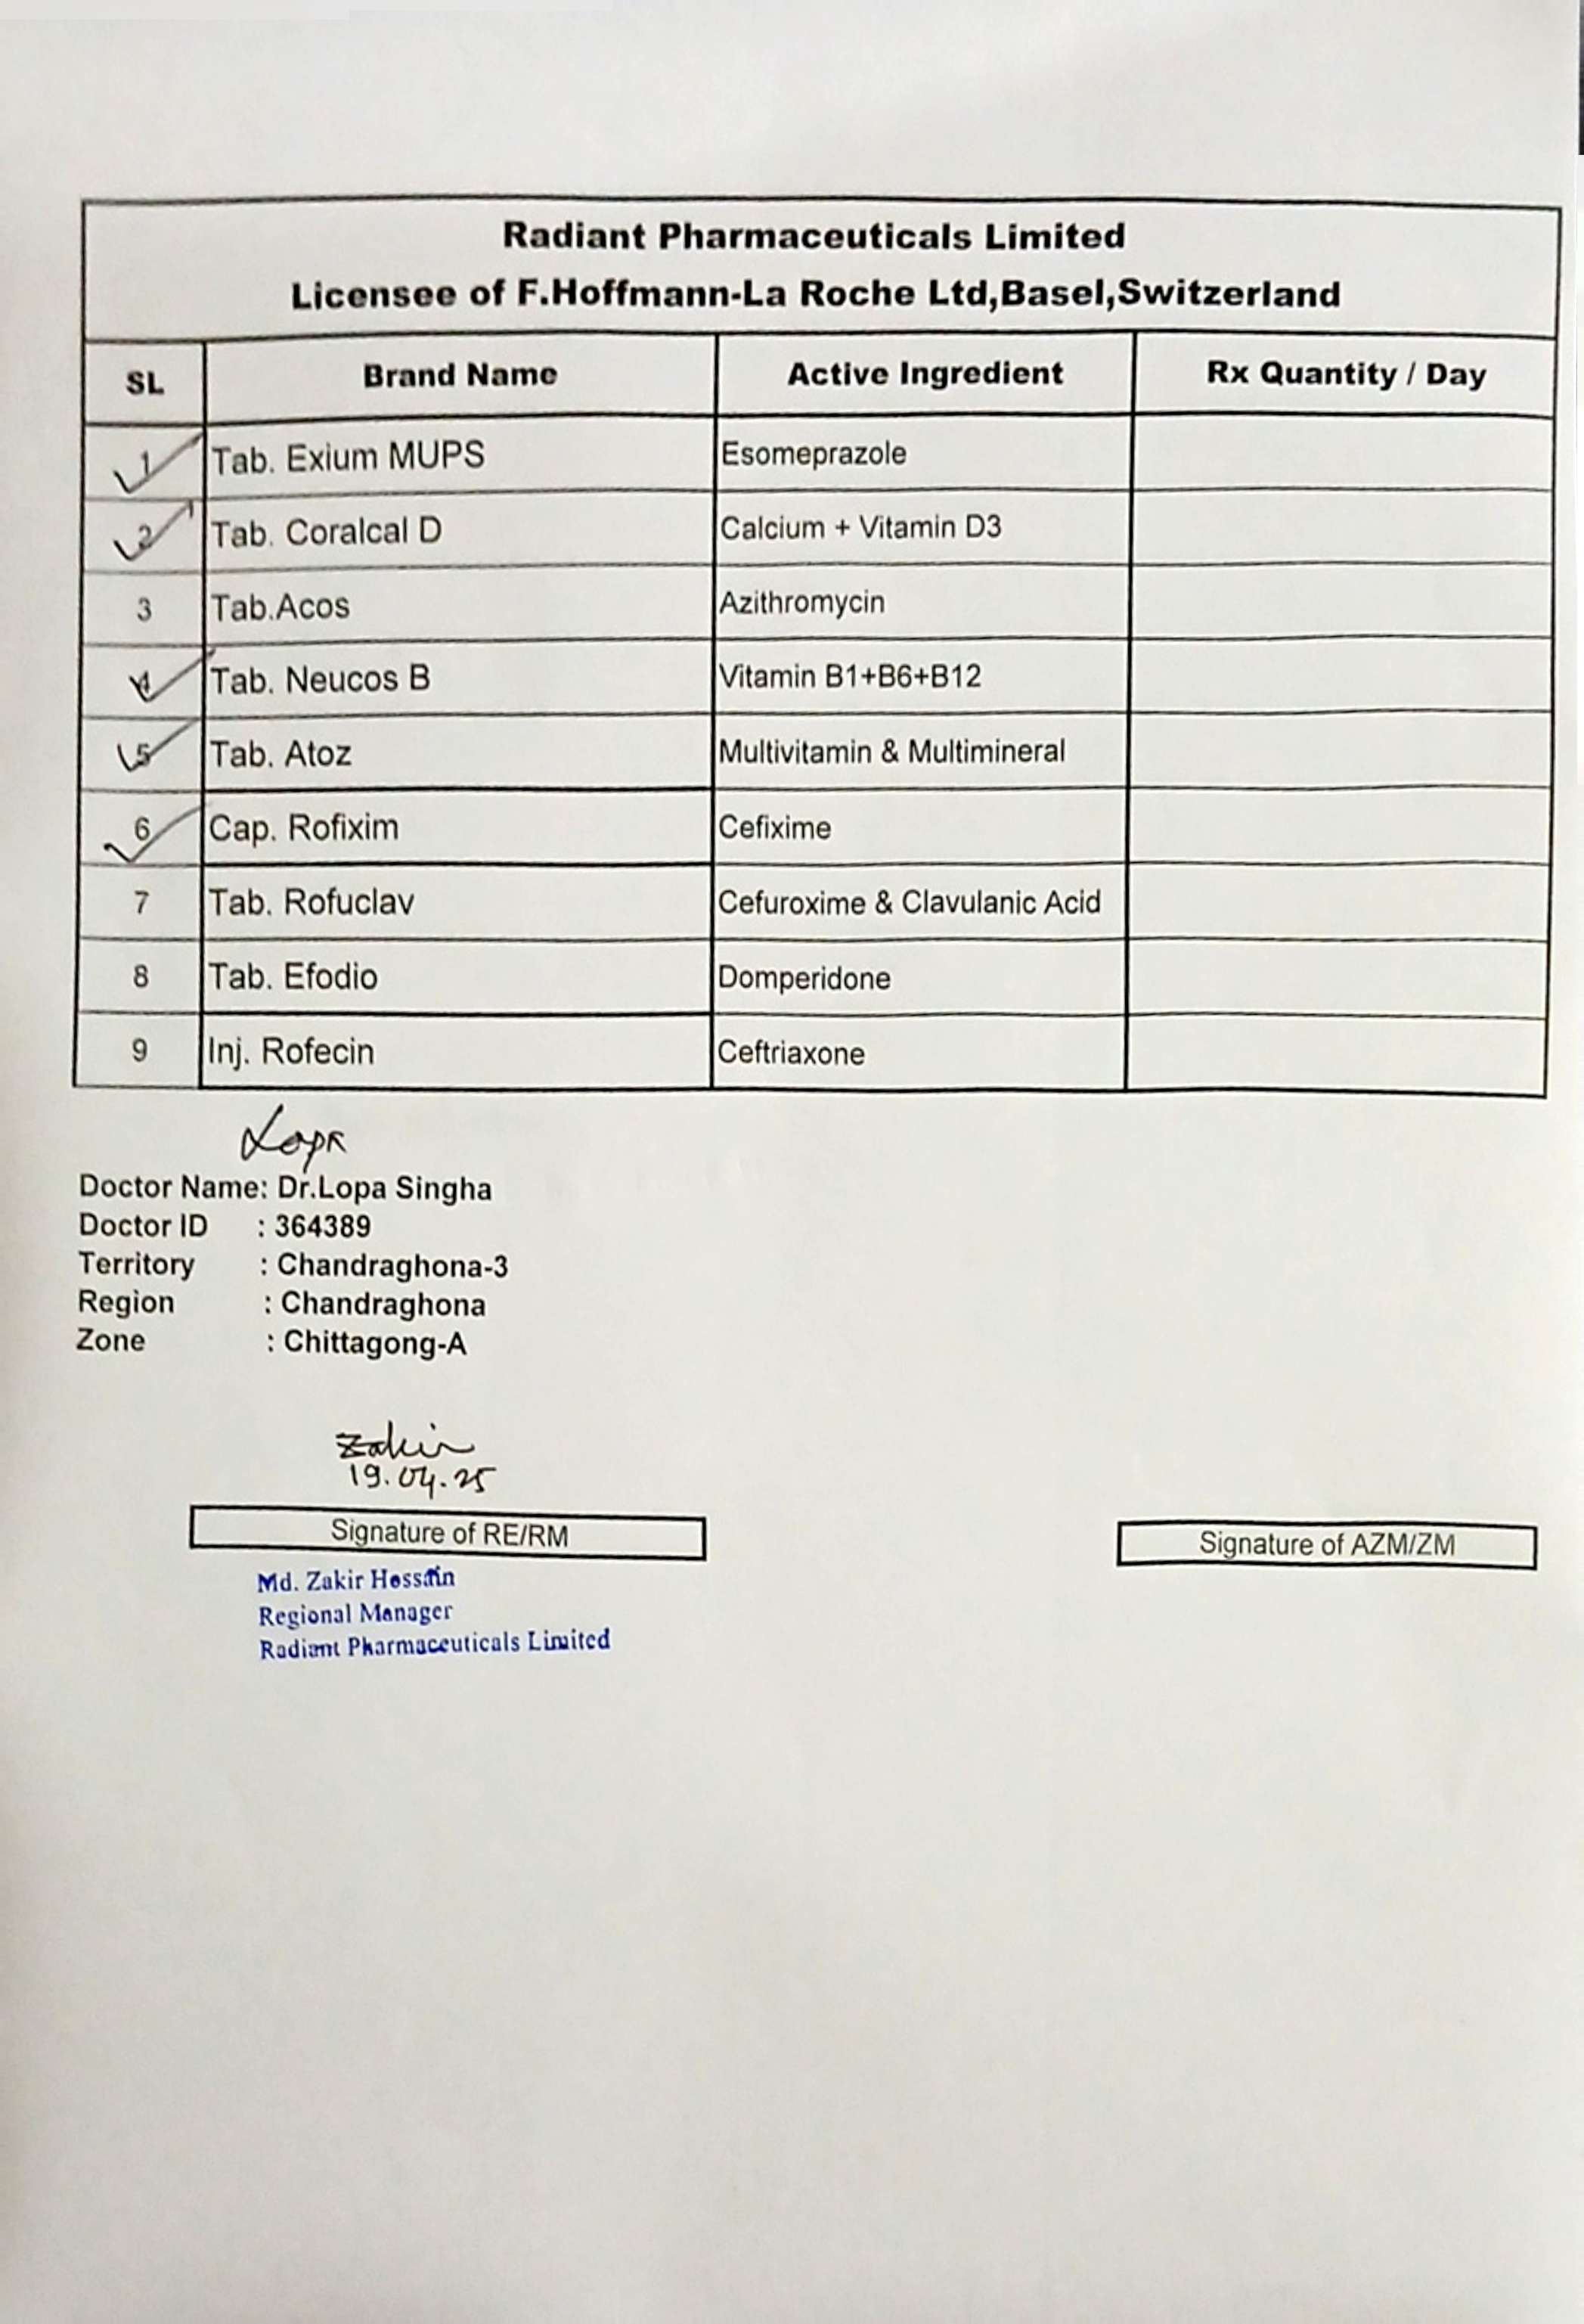 Radiant Pharmaceuticals Limited
Licensee of F.Hoffmann-La Roche Ltd,Basel,Switzerland
SL Brand Name Active Ingredient Rx Quantity / Day
1 Tab. Exium MUPS Esomeprazole
2 Tab. Coralcal D Calcium + Vitamin D3
3 Tab.Acos Azithromycin
4 Tab. Neucos B Vitamin B1+B6+B12
5 Tab. Atoz Multivitamin & Multimineral
6 Cap. Rofixim Cefixime
7 Tab. Rofuclav Cefuroxime & Clavulanic Acid
8 Tab. Efodio Domperidone
9 Inj. Rofecin Ceftriaxone
Lopa
Doctor Name: Dr.Lopa Singha
Doctor ID : 364389
Territory : Chandraghona-3
Region : Chandraghona
Zone : Chittagong-A
Zakir
19.04.25
Signature of RE/RM Signature of AZM/ZM
Md. Zakir Hossain
Regional Manager
Radiant Pharmaceuticals Limited